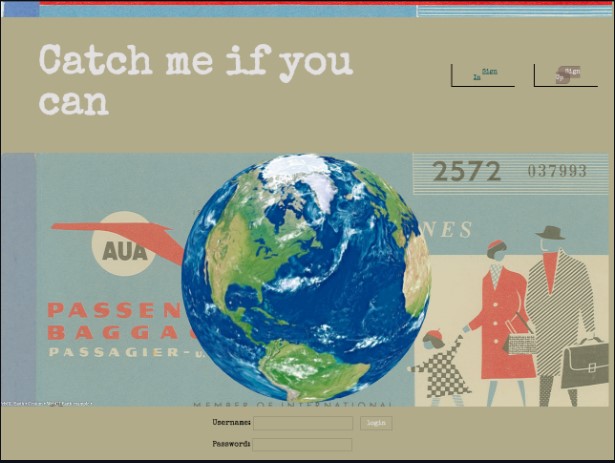 Catch me if you
can
Sign
In
Sign
Up
2572 037993
NES
AUA
PASSEN
BAGGAG
PASSAGIER-u.
MEMBER OF INTERNATIONAL
Username:
login
Password: